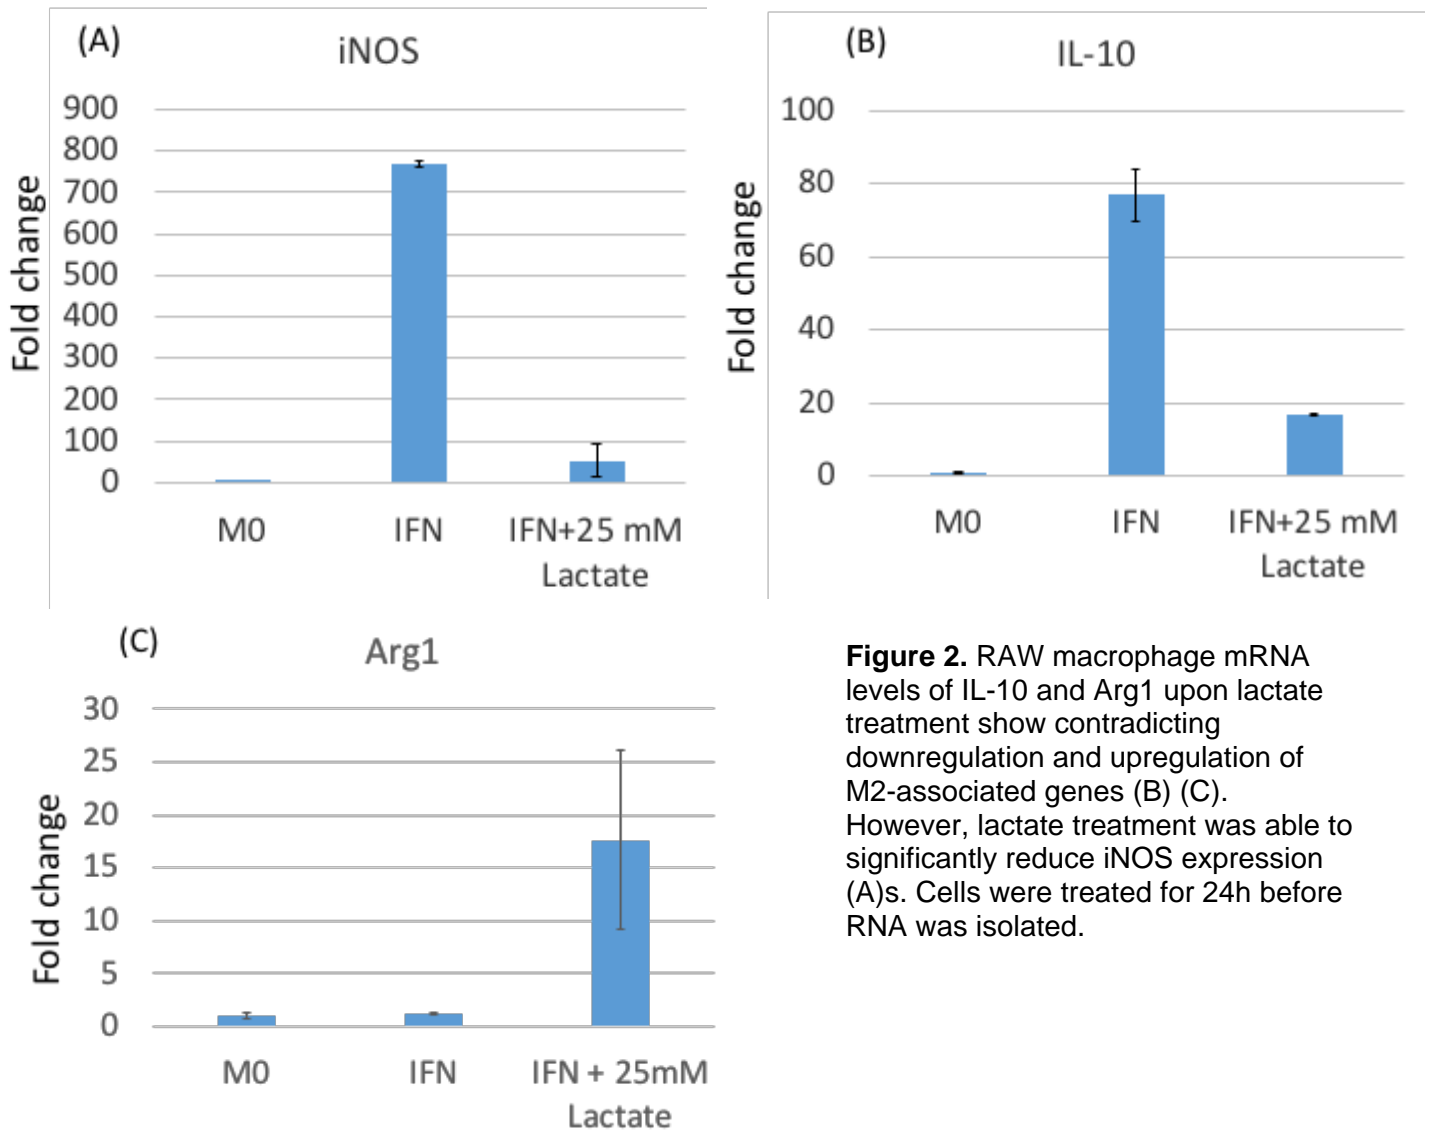 (A)
iNOS
Fold change
900
800
700
600
500
400
300
200
100
0
M0
IFN
IFN+25 mM
Lactate
(B)
IL-10
Fold change
100
80
60
40
20
0
M0
IFN
IFN+25 mM
Lactate
(C)
Arg1
Fold change
30
25
20
15
10
5
0
M0
IFN
IFN + 25mM
Lactate
Figure 2. RAW macrophage mRNA
levels of IL-10 and Arg1 upon lactate
treatment show contradicting
downregulation and upregulation of
M2-associated genes (B) (C).
However, lactate treatment was able to
significantly reduce iNOS expression
(A)s. Cells were treated for 24h before
RNA was isolated.